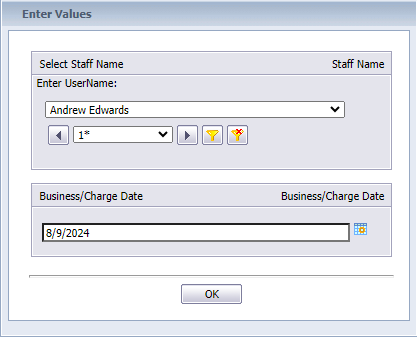 Enter Values
Select Staff Name Staff Name
Enter UserName:
Andrew Edwards
1*
Business/Charge Date Business/Charge Date
8/9/2024
OK